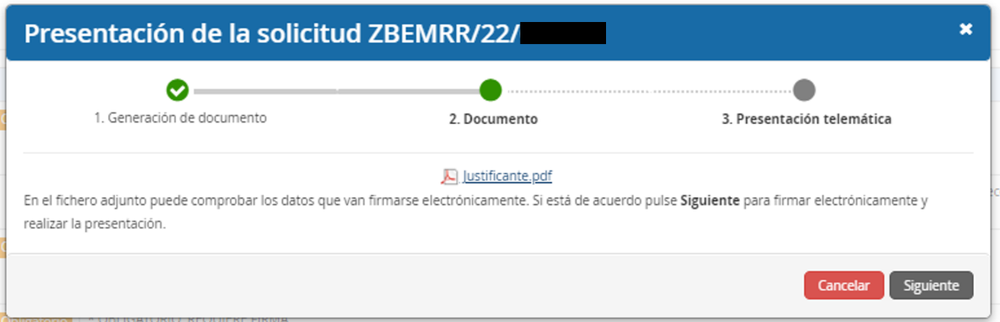 Presentación de la solicitud ZBEMRR/22/
1. Generación de documento
2. Documento
3. Presentación telemática
Justificante.pdf
En el fichero adjunto puede comprobar los datos que van firmarse electrónicamente. Si está de acuerdo pulse Siguiente para firmar electrónicamente y
realizar la presentación.
Cancelar
Siguiente